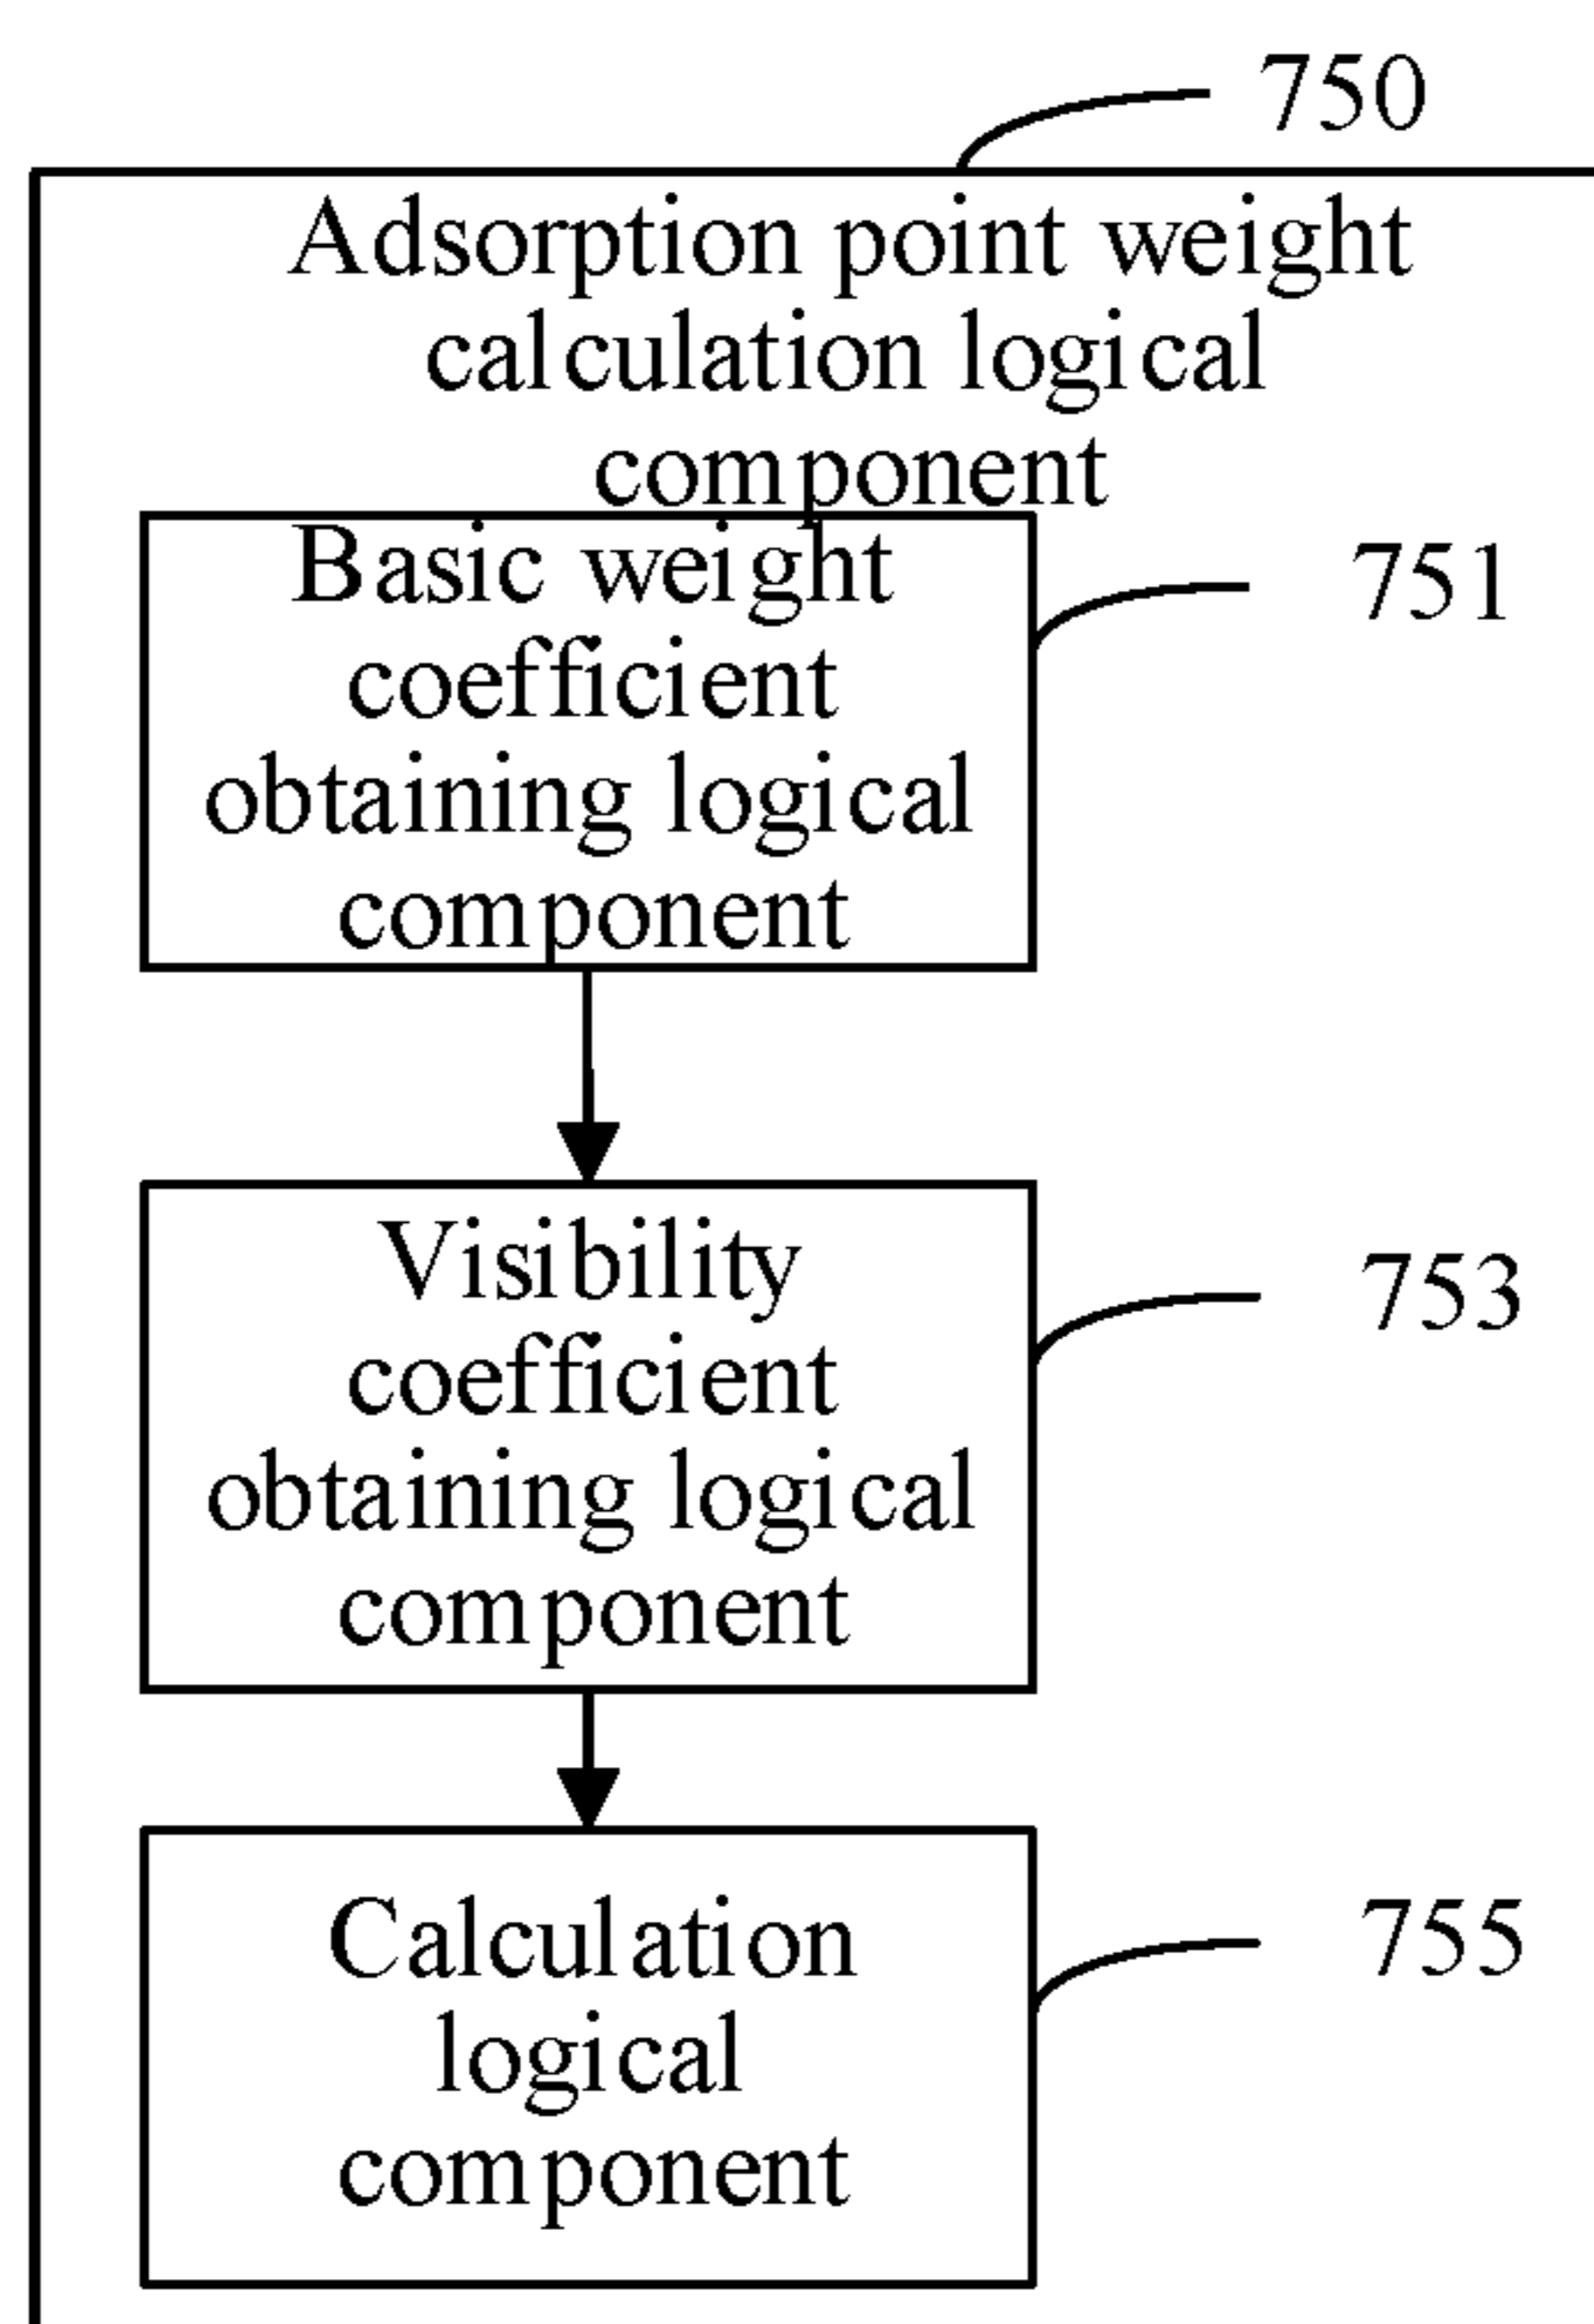 750
Adsorption point weight
calculation logical
component
Basic weight
coefficient
obtaining logical
component
751
Visibility
coefficient
obtaining logical
component
753
Calculation
logical
component
755